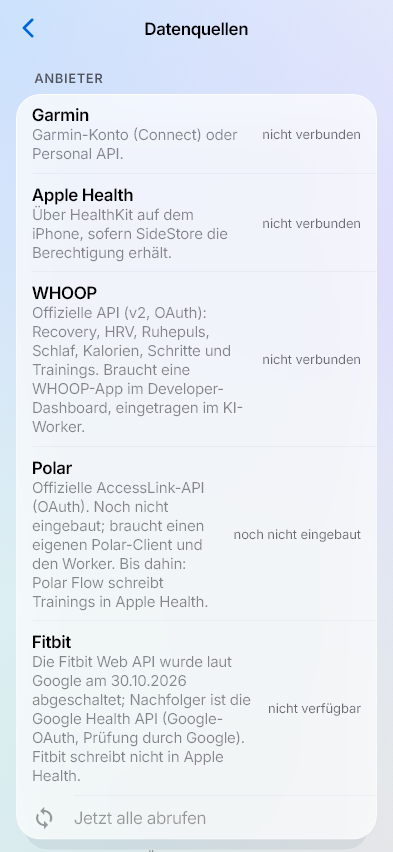 Datenquellen
ANBIETER
Garmin
Garmin-Konto (Connect) oder
Personal API.
nicht verbunden
Apple Health
Über HealthKit auf dem
iPhone, sofern SideStore die
Berechtigung erhält.
nicht verbunden
WHOOP
Offizielle API (v2, OAuth):
Recovery, HRV, Ruhepuls,
Schlaf, Kalorien, Schritte und
Trainings. Braucht eine
WHOOP-App im Developer-
Dashboard, eingetragen im KI-
Worker.
nicht verbunden
Polar
Offizielle AccessLink-API
(OAuth). Noch nicht
eingebaut; braucht einen
eigenen Polar-Client und
den Worker. Bis dahin:
Polar Flow schreibt
Trainings in Apple Health.
noch nicht eingebaut
Fitbit
Die Fitbit Web API wurde laut
Google am 30.10.2026
abgeschaltet; Nachfolger ist die
Google Health API (Google-
OAuth, Prüfung durch Google).
Fitbit schreibt nicht in Apple
Health.
nicht verfügbar
Jetzt alle abrufen